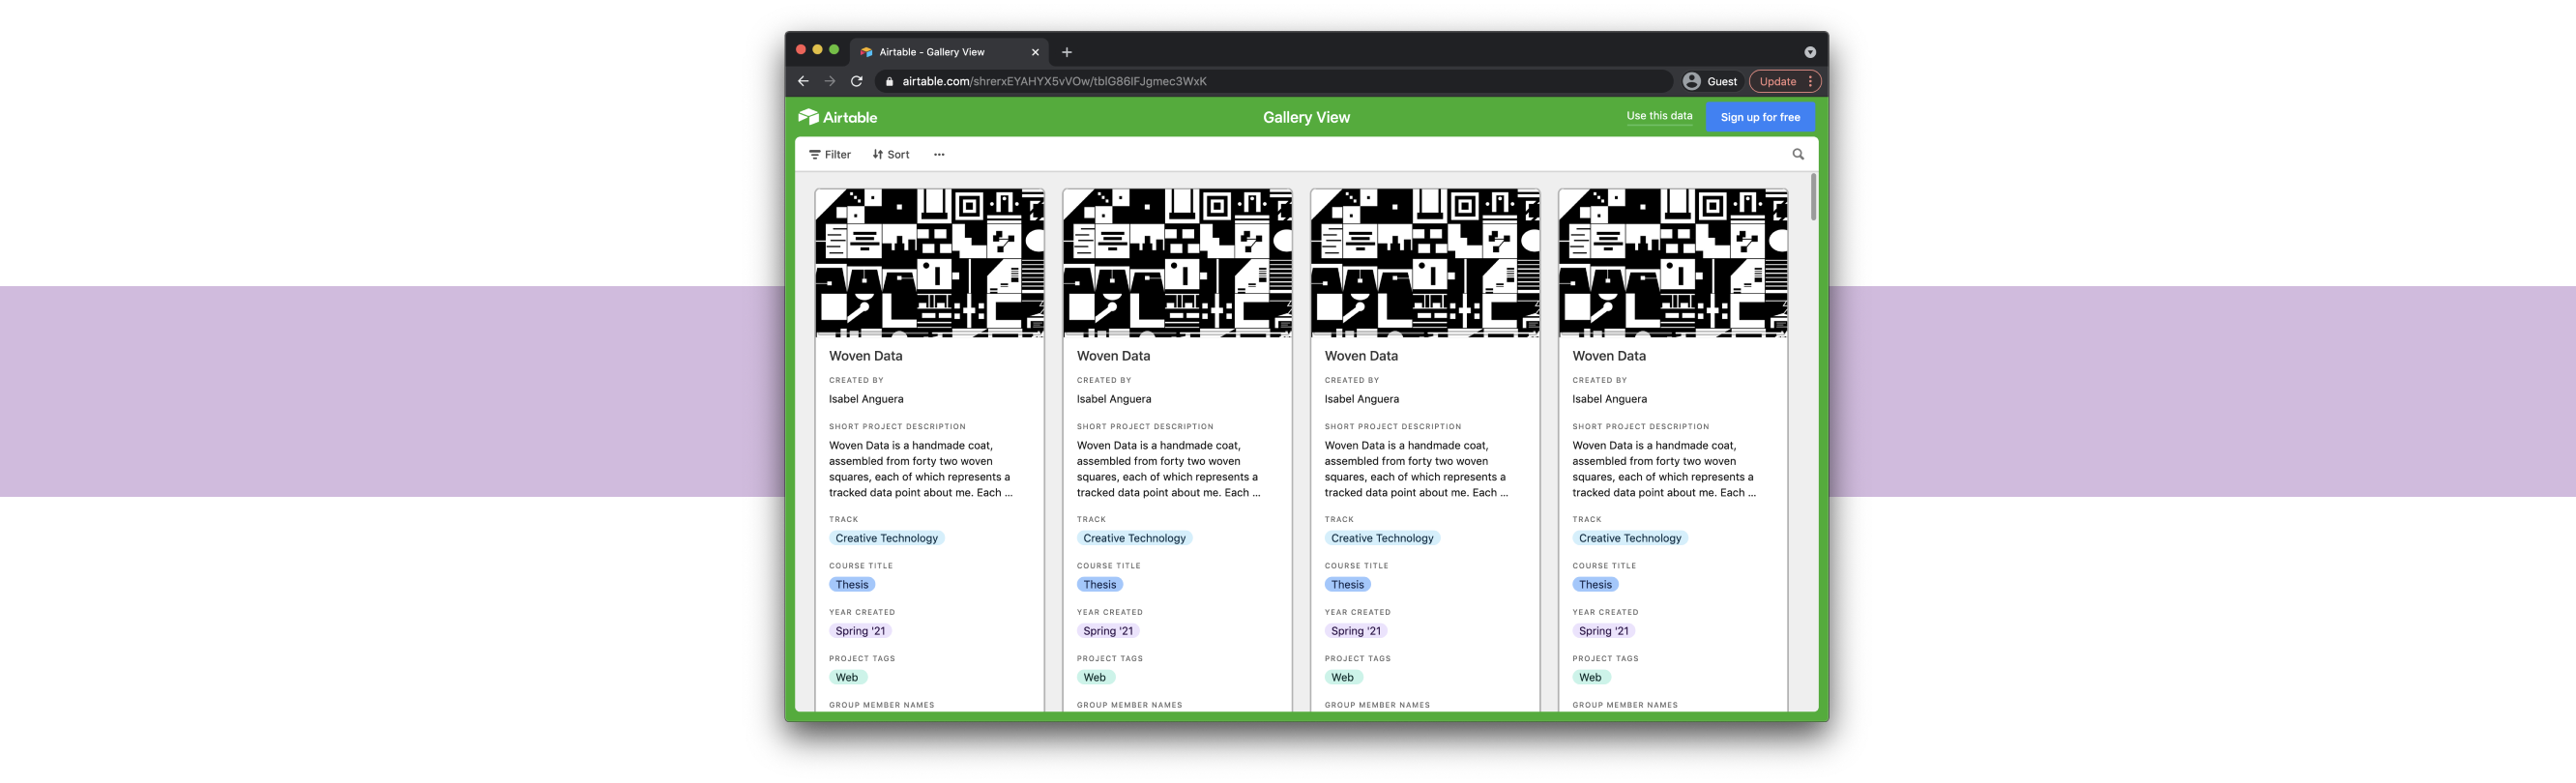 Airtable - Gallery View
airtable.com/shrerxEYAHYX5vVOw/tblG86IFJgmec3WxK
Guest
Update
Airtable
Gallery View
Use this data
Sign up for free
Filter
Sort
Woven Data
CREATED BY
Isabel Anguera
SHORT PROJECT DESCRIPTION
Woven Data is a handmade coat,
assembled from forty two woven
squares, each of which represents a
tracked data point about me. Each ...
TRACK
Creative Technology
COURSE TITLE
Thesis
YEAR CREATED
Spring '21
PROJECT TAGS
Web
GROUP MEMBER NAMES
Woven Data
CREATED BY
Isabel Anguera
SHORT PROJECT DESCRIPTION
Woven Data is a handmade coat,
assembled from forty two woven
squares, each of which represents a
tracked data point about me. Each ...
TRACK
Creative Technology
COURSE TITLE
Thesis
YEAR CREATED
Spring '21
PROJECT TAGS
Web
GROUP MEMBER NAMES
Woven Data
CREATED BY
Isabel Anguera
SHORT PROJECT DESCRIPTION
Woven Data is a handmade coat,
assembled from forty two woven
squares, each of which represents a
tracked data point about me. Each ...
TRACK
Creative Technology
COURSE TITLE
Thesis
YEAR CREATED
Spring '21
PROJECT TAGS
Web
GROUP MEMBER NAMES
Woven Data
CREATED BY
Isabel Anguera
SHORT PROJECT DESCRIPTION
Woven Data is a handmade coat,
assembled from forty two woven
squares, each of which represents a
tracked data point about me. Each ...
TRACK
Creative Technology
COURSE TITLE
Thesis
YEAR CREATED
Spring '21
PROJECT TAGS
Web
GROUP MEMBER NAMES